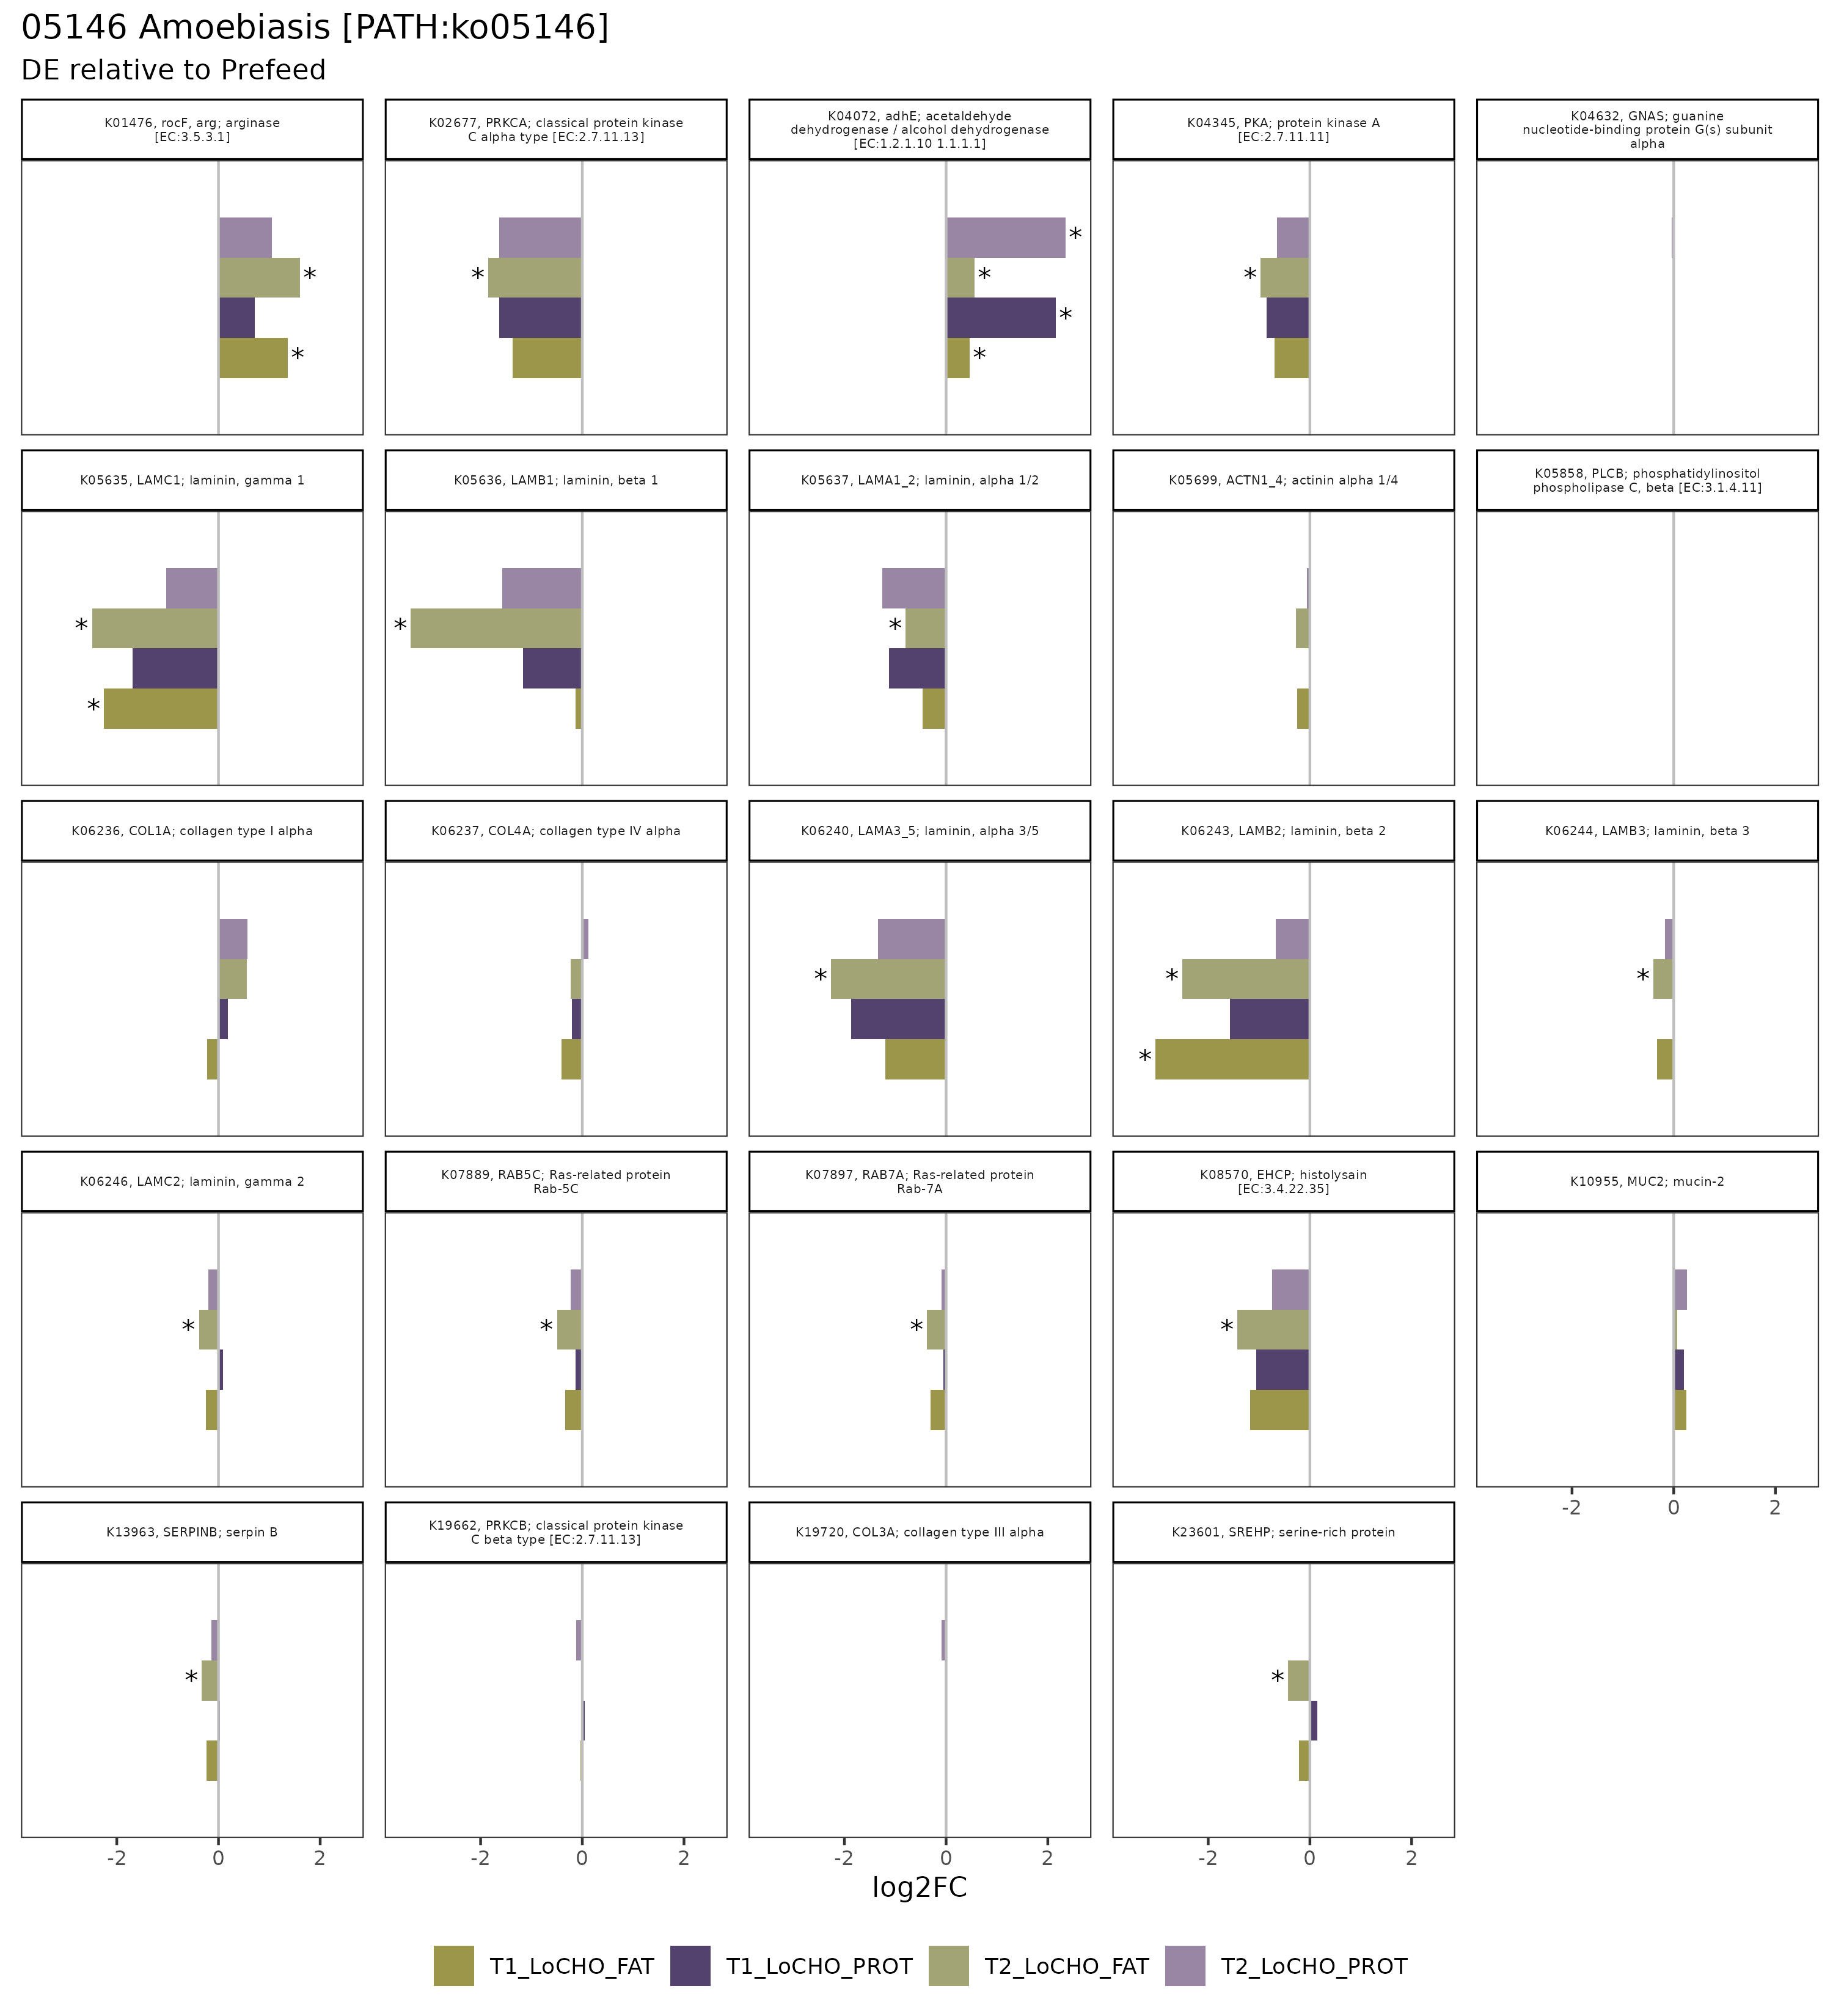 05146 Amoebiasis [PATH:ko05146]
DE relative to Prefeed
K01476, rocF, arg; arginase
[EC:3.5.3.1]
K02677, PRKCA; classical protein kinase
C alpha type [EC:2.7.11.13]
K04072, adhE; acetaldehyde
dehydrogenase / alcohol dehydrogenase
[EC:1.2.1.10 1.1.1.1]
K04345, PKA; protein kinase A
[EC:2.7.11.11]
K04632, GNAS; guanine
nucleotide-binding protein G(s) subunit
alpha
*
*
*
*
*
*
*
*
K05635, LAMC1; laminin, gamma 1
K05636, LAMB1; laminin, beta 1
K05637, LAMA1_2; laminin, alpha 1/2
K05699, ACTN1_4; actinin alpha 1/4
K05858, PLCB; phosphatidylinositol
phospholipase C, beta [EC:3.1.4.11]
*
*
*
*
K06236, COL1A; collagen type I alpha
K06237, COL4A; collagen type IV alpha
K06240, LAMA3_5; laminin, alpha 3/5
K06243, LAMB2; laminin, beta 2
K06244, LAMB3; laminin, beta 3
*
*
*
*
K06246, LAMC2; laminin, gamma 2
K07889, RAB5C; Ras-related protein
Rab-5C
K07897, RAB7A; Ras-related protein
Rab-7A
K08570, EHCP; histolysain
[EC:3.4.22.35]
K10955, MUC2; mucin-2
*
*
*
*
-2 0 2
K13963, SERPINB; serpin B
K19662, PRKCB; classical protein kinase
C beta type [EC:2.7.11.13]
K19720, COL3A; collagen type III alpha
K23601, SREHP; serine-rich protein
*
*
-2 0 2
-2 0 2
-2 0 2
-2 0 2
log2FC
T1_LoCHO_FAT
T1_LoCHO_PROT
T2_LoCHO_FAT
T2_LoCHO_PROT